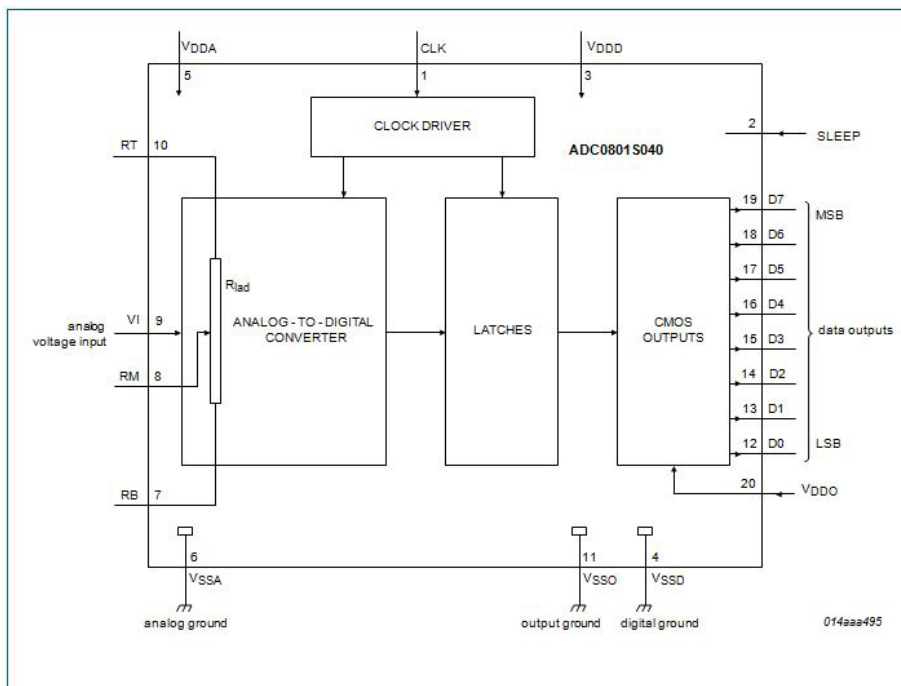 VDDA
CLK
VDDD
5
1
3
CLOCK DRIVER
2
SLEEP
ADC0801S040
RT
10
19 D7
MSB
18 D6
17 D5
Rlad
16 D4
VI
9
analog
voltage input
ANALOG - TO - DIGITAL
CONVERTER
LATCHES
CMOS
OUTPUTS
data outputs
15 D3
RM
8
14 D2
13 D1
12 D0
LSB
RB
7
20
VDDO
6
11
4
VSSA
VSSO
VSSD
analog ground
output ground
digital ground
014aaa495